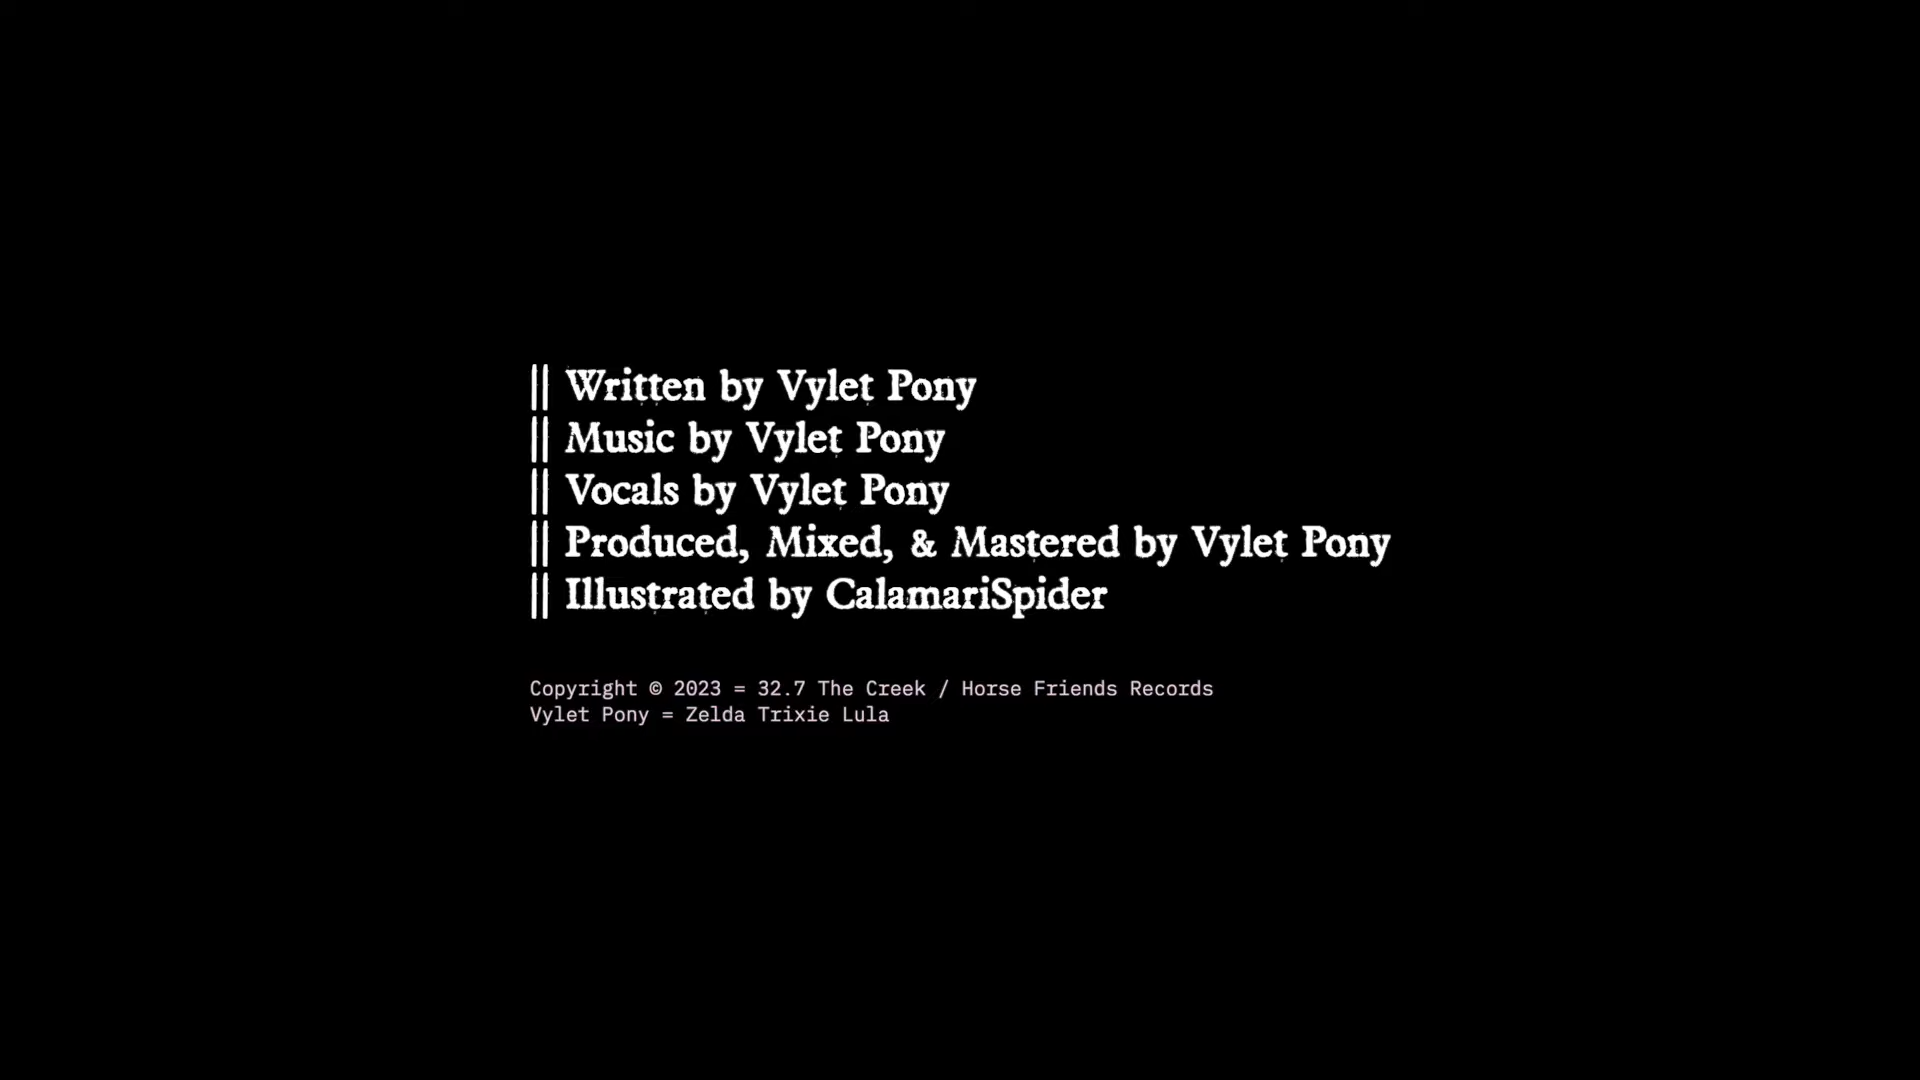 || Written by Vylet Pony
|| Music by Vylet Pony
|| Vocals by Vylet Pony
|| Produced, Mixed, & Mastered by Vylet Pony
|| Illustrated by CalamariSpider
Copyright © 2023 = 32.7 The Creek / Horse Friends Records
Vylet Pony = Zelda Trixie Lula